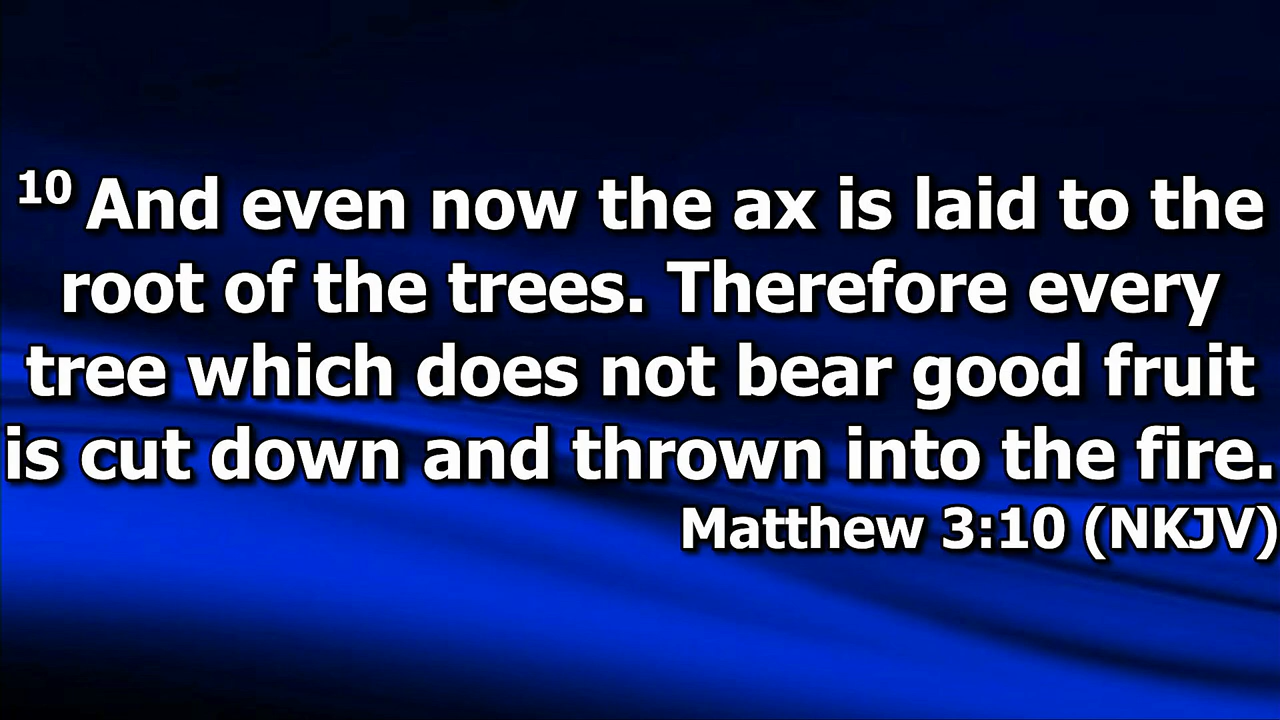 10 And even now the ax is laid to the
root of the trees. Therefore every
tree which does not bear good fruit
is cut down and thrown into the fire.
Matthew 3:10 (NKJV)